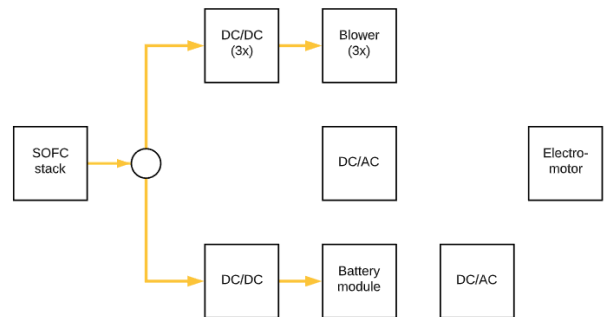 DC/DC
(3x)
Blower
(3x)
SOFC
stack
DC/AC
Electro-
motor
DC/DC
Battery
module
DC/AC